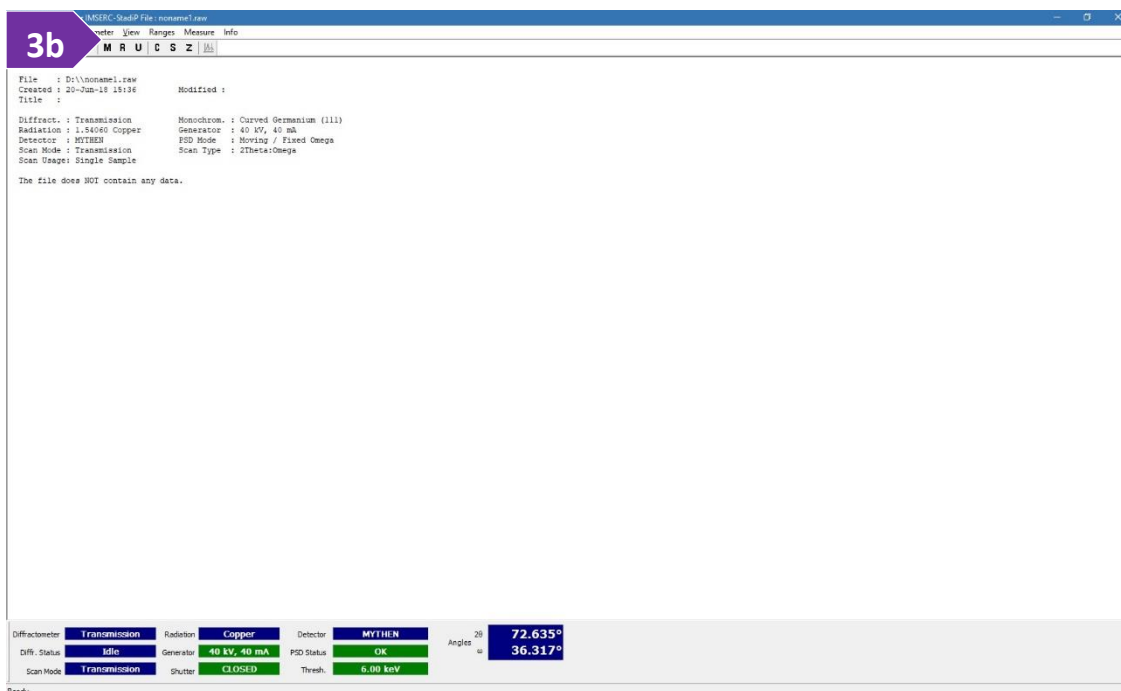 3b
IMSERC-StadiP File : noname1.raw
View Ranges Measure Info
M R U C S Z
File : D:\\noname1.raw
Created : 20-Jun-18 15:36 Modified :
Title :
Diffract. : Transmission Monochrom. : Curved Germanium (111)
Radiation : 1.54060 Copper Generator : 40 kV, 40 mA
Detector : MYTHEN PSD Mode : Moving / Fixed Omega
Scan Mode : Transmission Scan Type : 2Theta:Omega
Scan Usage: Single Sample
The file does NOT contain any data.
Diffractometer Transmission Radiation Copper Detector MYTHEN Angles 2θ 72.635°
Diffr. Status Idle Generator 40 kV, 40 mA PSD Status OK ω 36.317°
Scan Mode Transmission Shutter CLOSED Thresh. 6.00 keV